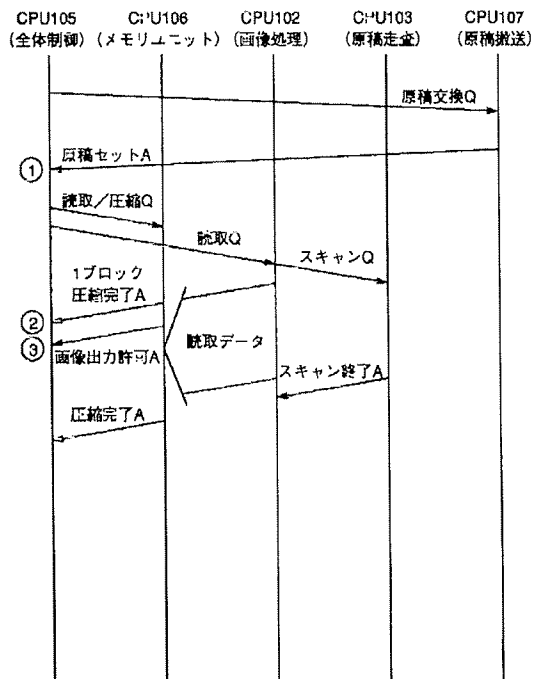 CPU105 CPU106 CPU102 CPU103 CPU107
(全体制御) (メモリユニット) (画像処理) (原稿走査) (原稿搬送)
原稿交換Q
原稿セットA
①
読取/圧縮Q
読取Q
スキャンQ
1ブロック
圧縮完了A
②
③
画像出力許可A
読取データ
スキャン終了A
圧縮完了A